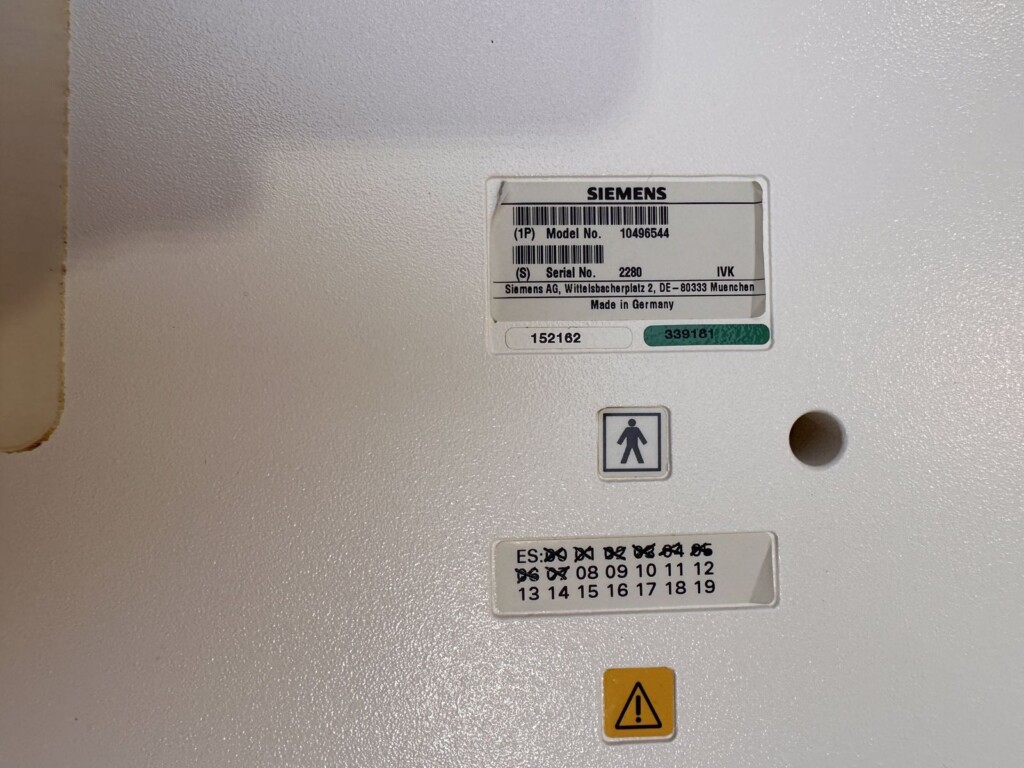 SIEMENS
(1P) Model No. 10496544
(S) Serial No. 2280 IVK
Siemens AG, Wittelsbacherplatz 2, DE-80333 Muenchen
Made in Germany
152162 339181
ES:00 01 02 03 04 05
06 07 08 09 10 11 12
13 14 15 16 17 18 19